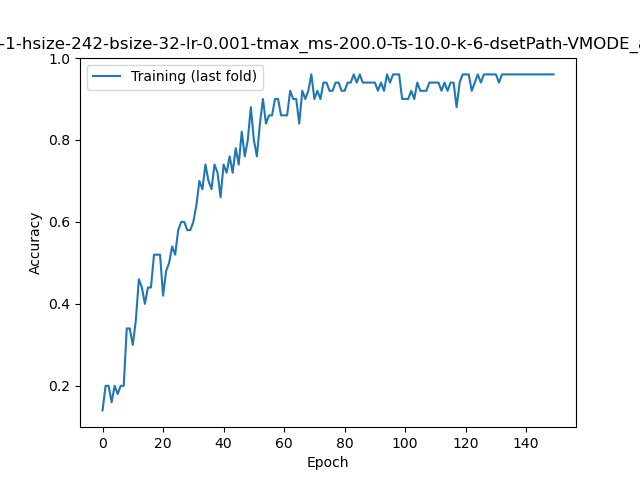 -1-hsize-242-bsize-32-lr-0.001-tmax_ms-200.0-Ts-10.0-k-6-dsetPath-VMODE_
1.0
Training (last fold)
0.8
0.6
Accuracy
0.4
0.2
0 20 40 60 80 100 120 140
Epoch